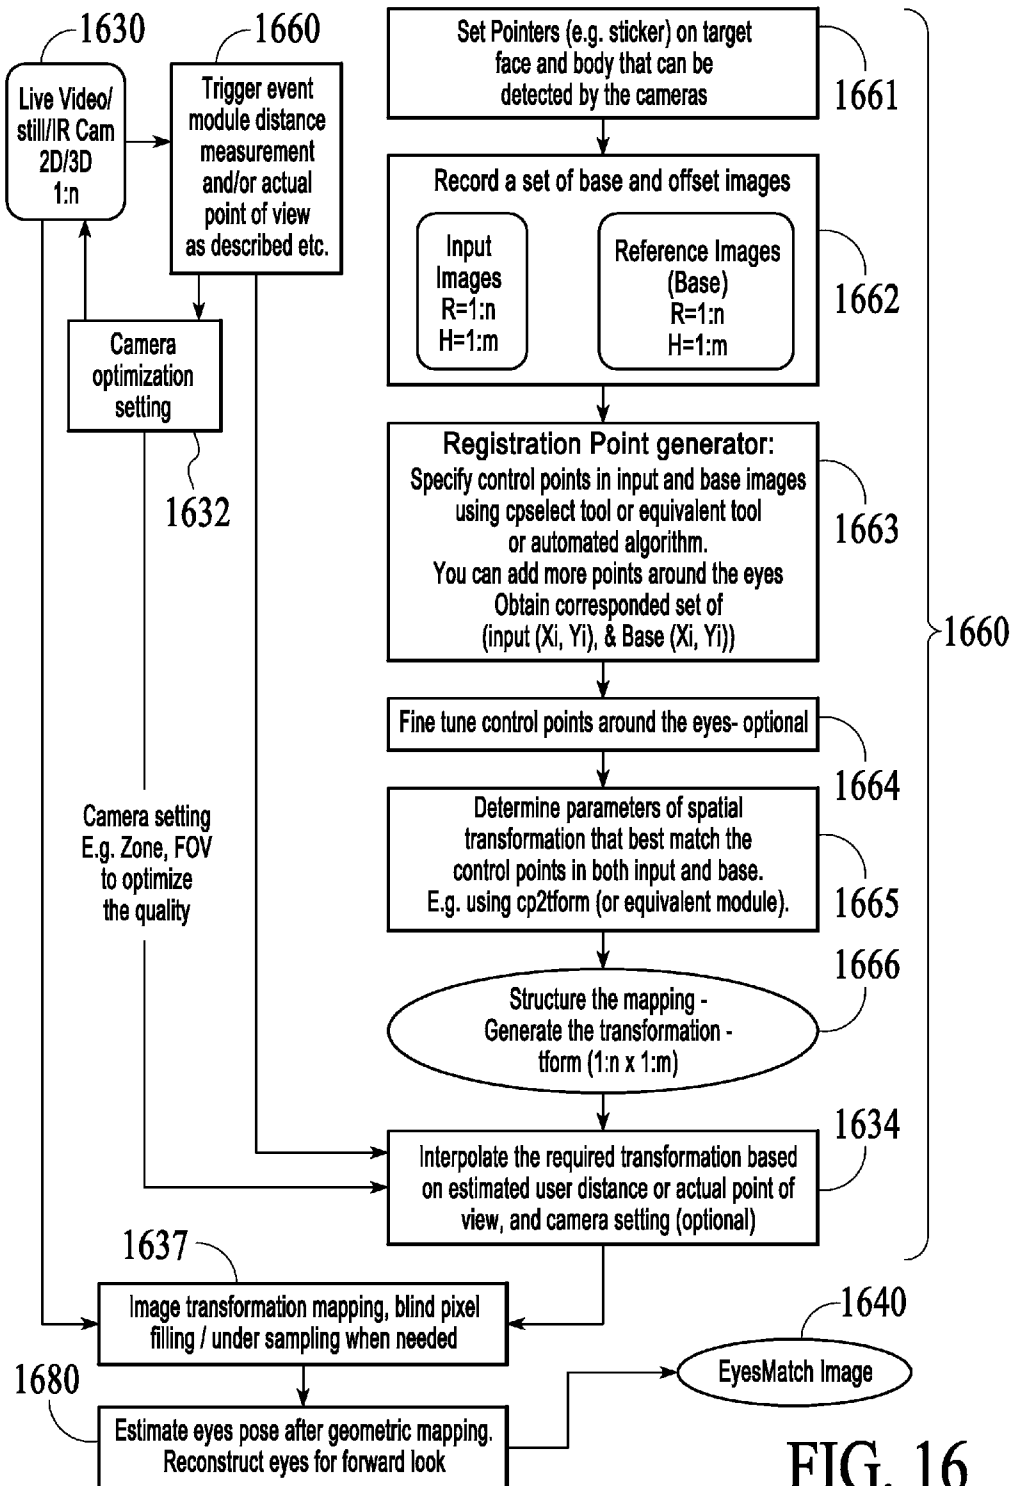 1630
Live Video/
still/IR Cam
2D/3D
1:n
1660
Trigger event
module distance
measurement
and/or actual
point of view
as described etc.
Camera
optimization
setting
1632
Camera setting
E.g. Zone, FOV
to optimize
the quality
Set Pointers (e.g. sticker) on target
face and body that can be
detected by the cameras
1661
Record a set of base and offset images
Input
Images
R=1:n
H=1:m
Reference Images
(Base)
R=1:n
H=1:m
1662
Registration Point generator:
Specify control points in input and base images
using cpselect tool or equivalent tool
or automated algorithm.
You can add more points around the eyes
Obtain corresponded set of
(input (Xi, Yi), & Base (Xi, Yi))
1663
1660
Fine tune control points around the eyes- optional
1664
Determine parameters of spatial
transformation that best match the
control points in both input and base.
E.g. using cp2tform (or equivalent module).
1665
1666
Structure the mapping -
Generate the transformation -
tform (1:n x 1:m)
1634
Interpolate the required transformation based
on estimated user distance or actual point of
view, and camera setting (optional)
1637
Image transformation mapping, blind pixel
filling / under sampling when needed
1640
EyesMatch Image
1680
Estimate eyes pose after geometric mapping.
Reconstruct eyes for forward look
FIG. 16